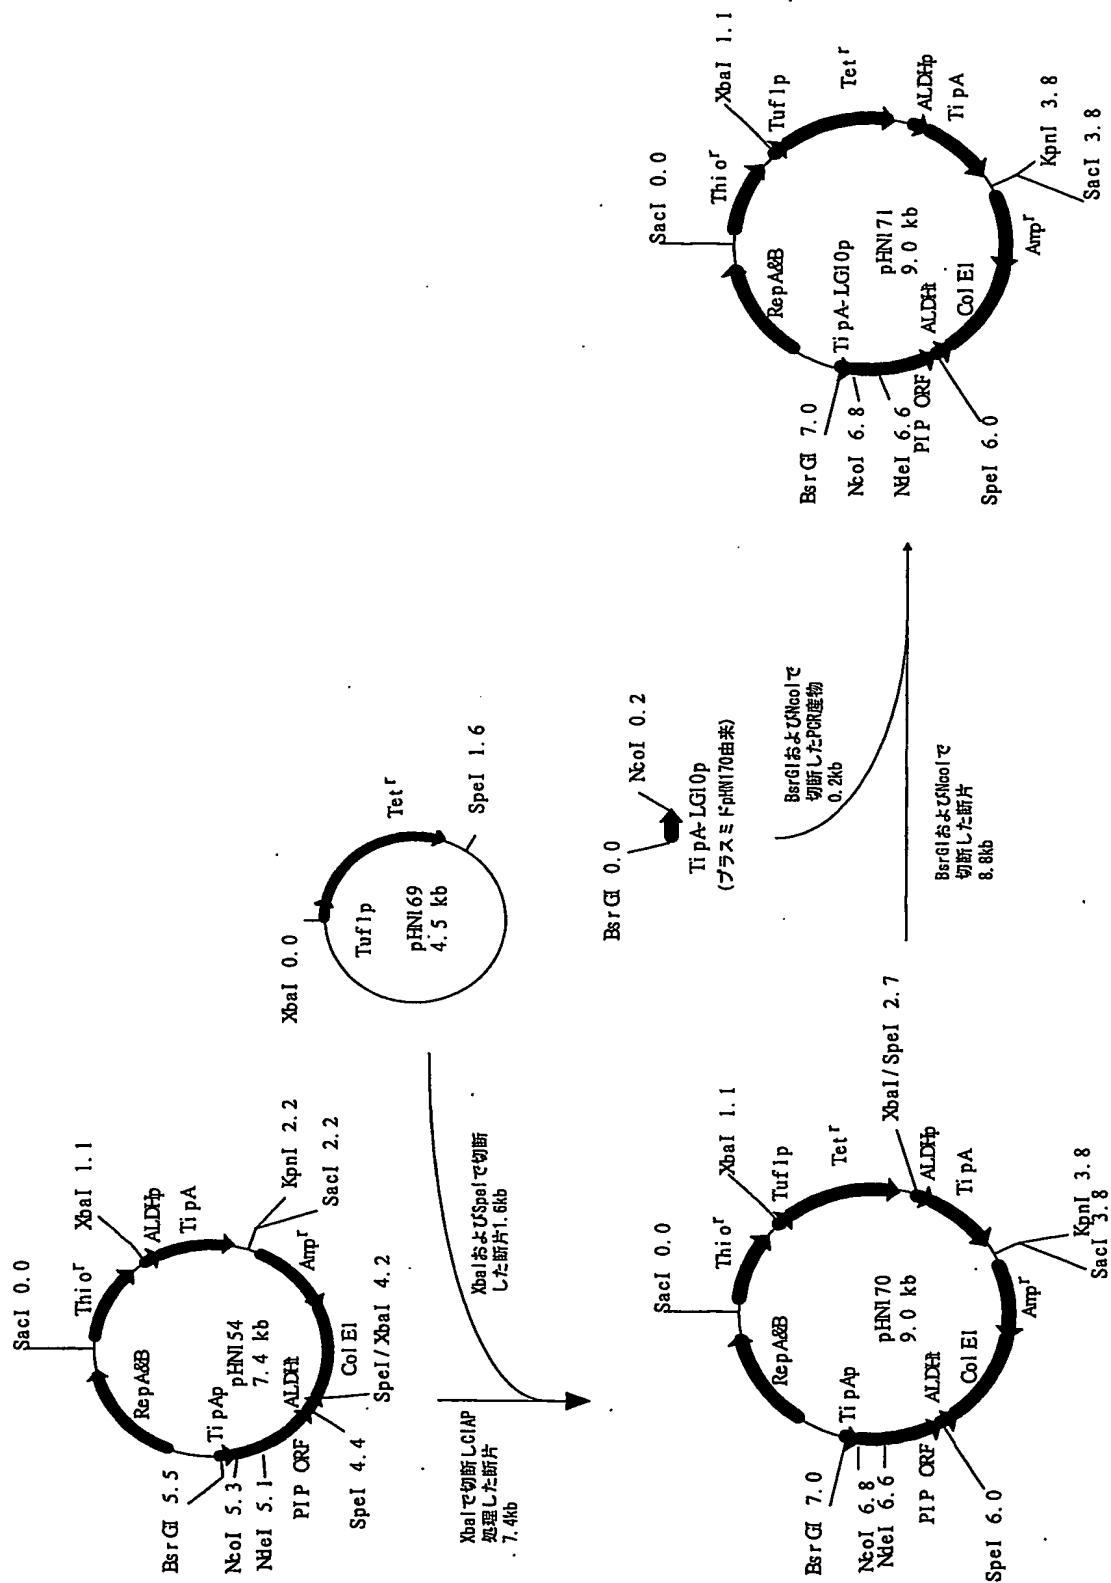 SacI 0.0
Thio^r
XbaI 1.1
ALDHp
TipA
KpnI 2.2
SacI 2.2
Amp^r
ColE1
SpeI/XbaI 4.2
SpeI 4.4
ALDHt
PIP ORF
NdeI 5.1
NcoI 5.3
BsrGI 5.5
TipAp
RepA&B
pHN154
7.4 kb
XbaI 0.0
Tuf1p
Tet^r
SpeI 1.6
pHN169
4.5 kb
XbaIで切断しCIAP
処理した断片
7.4kb
XbaIおよびSpeIで切断
した断片1.6kb
SacI 0.0
Thio^r
XbaI 1.1
Tuf1p
Tet^r
XbaI/SpeI 2.7
ALDHp
TipA
KpnI 3.8
SacI 3.8
Amp^r
ColE1
ALDHt
SpeI 6.0
PIP ORF
NdeI 6.6
NcoI 6.8
BsrGI 7.0
TipAp
RepA&B
pHN170
9.0 kb
BsrGI 0.0
NcoI 0.2
TipA-LG10p
(プラスミドpHN170由来)
BsrGIおよびNcoIで
切断したPCR産物
0.2kb
BsrGIおよびNcoIで
切断した断片
8.8kb
SacI 0.0
Thio^r
XbaI 1.1
Tuf1p
Tet^r
ALDHp
TipA
KpnI 3.8
SacI 3.8
Amp^r
ColE1
ALDHt
SpeI 6.0
PIP ORF
NdeI 6.6
NcoI 6.8
BsrGI 7.0
TipA-LG10p
RepA&B
pHN171
9.0 kb